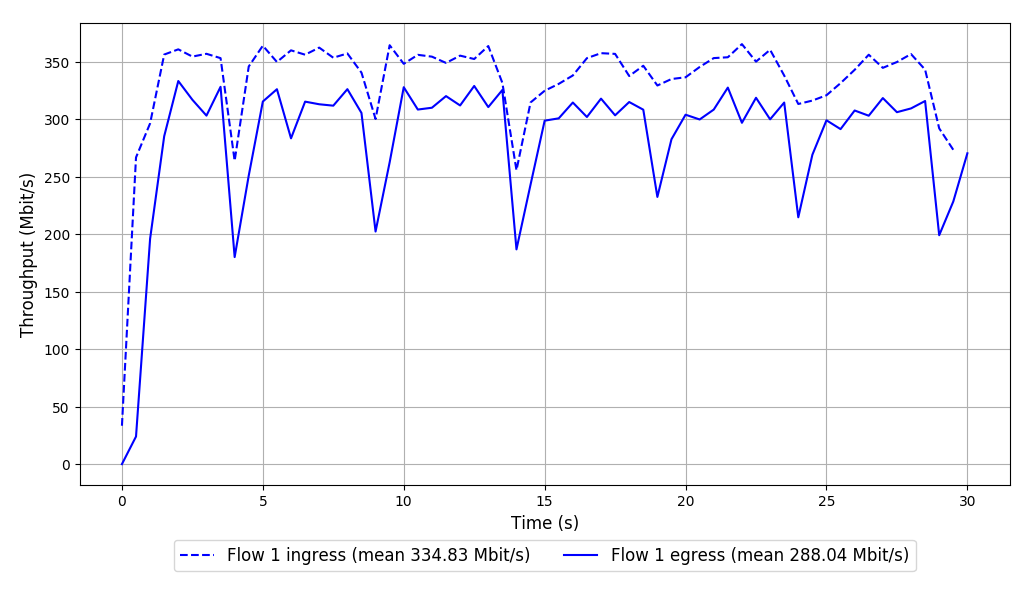 350
300
250
200
150
100
50
0
Throughput (Mbit/s)
0 5 10 15 20 25 30
Time (s)
Flow 1 ingress (mean 334.83 Mbit/s) Flow 1 egress (mean 288.04 Mbit/s)